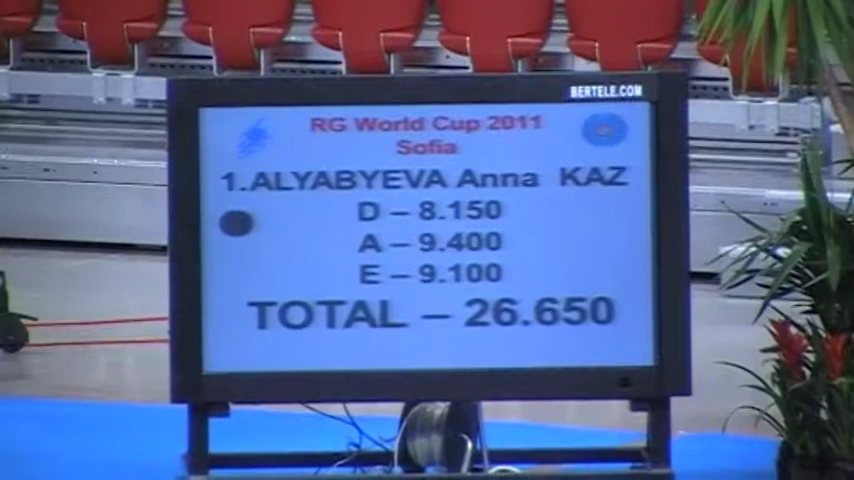 BERTELE.COM
RG World Cup 2011
Sofia
1.ALYABYEVA Anna KAZ
D – 8.150
A – 9.400
E – 9.100
TOTAL – 26.650